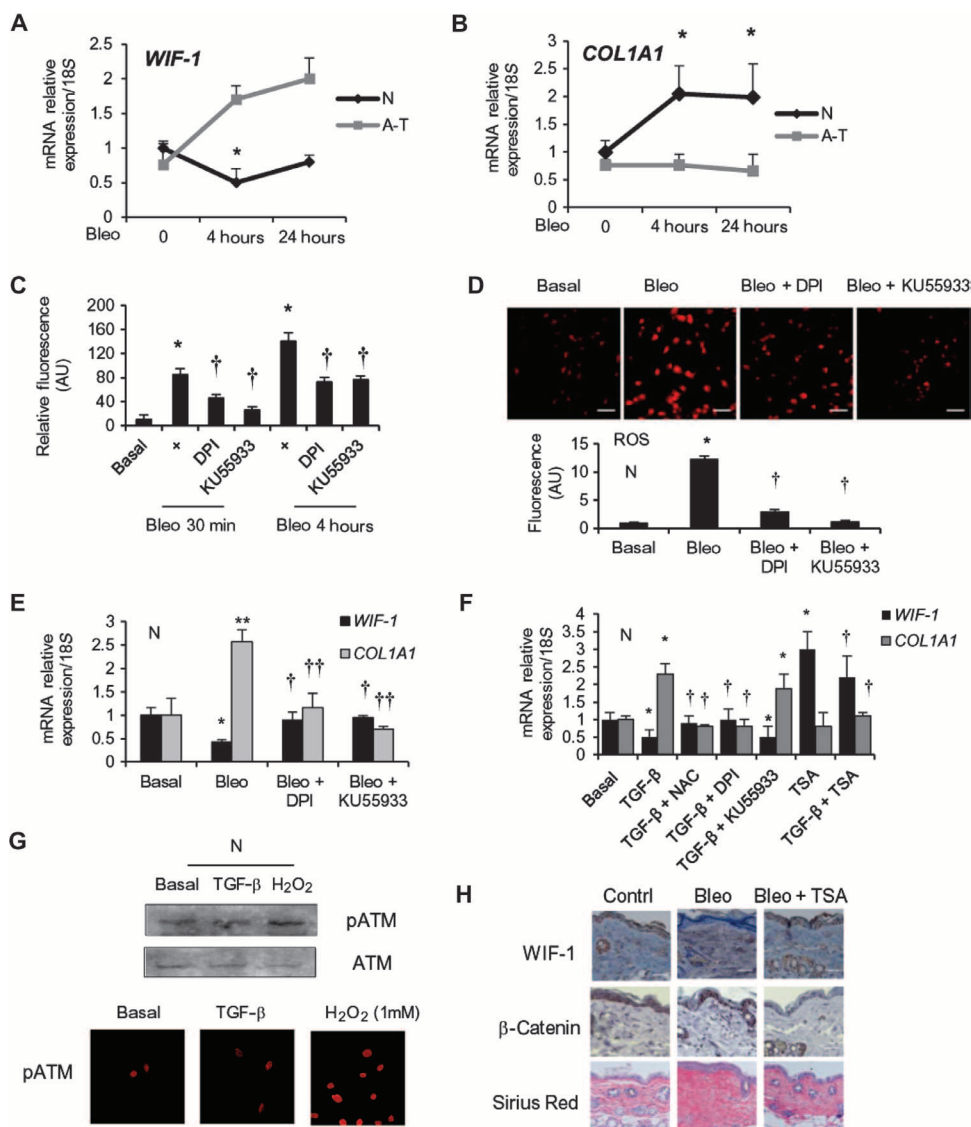 A
WIF-1
mRNA relative
expression/18S
2.5
2
1.5
1
0.5
0
*
N
A-T
Bleo
0
4 hours
24 hours
B
COL1A1
mRNA relative
expression/18S
3
2.5
2
1.5
1
0.5
0
* *
N
A-T
Bleo
0
4 hours
24 hours
C
Relative fluorescence
(AU)
200
160
120
80
40
0
* † † * † †
Basal
+
DPI
KU55933
+
DPI
KU55933
Bleo 30 min
Bleo 4 hours
D
Basal
Bleo
Bleo + DPI
Bleo + KU55933
Fluorescence
(AU)
15
10
5
0
ROS
N
* † †
Basal
Bleo
Bleo +
DPI
Bleo +
KU55933
E
mRNA relative
expression/18S
3
2.5
2
1.5
1
0.5
0
N
* ** † †† † ††
WIF-1
COL1A1
Basal
Bleo
Bleo +
DPI
Bleo +
KU55933
F
mRNA relative
expression/18S
4
3.5
3
2.5
2
1.5
1
0.5
0
N
* * † † † † * * * † †
WIF-1
COL1A1
Basal
TGF-β
TGF-β + NAC
TGF-β + DPI
TGF-β + KU55933
TSA
TGF-β + TSA
G
N
Basal
TGF-β
H2O2
pATM
ATM
Basal
TGF-β
H2O2 (1mM)
pATM
H
Contrl
Bleo
Bleo + TSA
WIF-1
β-Catenin
Sirius Red